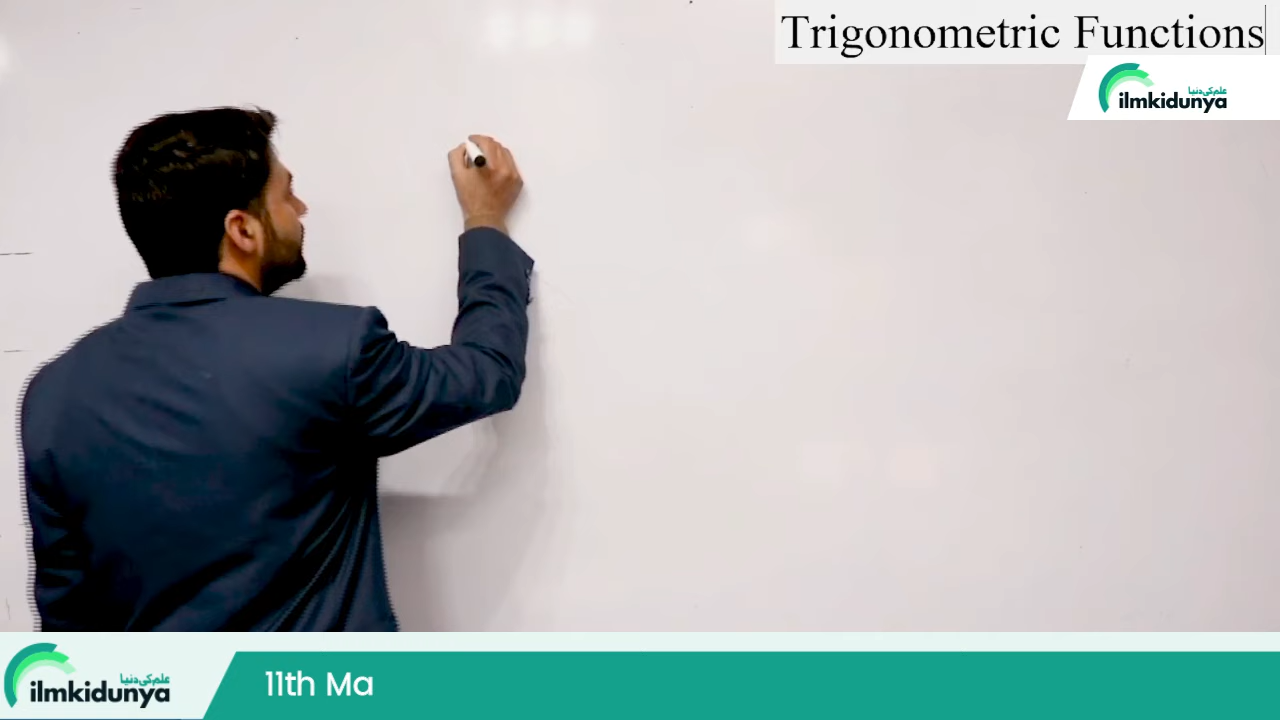 Trigonometric Functions
علم کی دنیا
ilmkidunya
علم کی دنیا
ilmkidunya
11th Ma